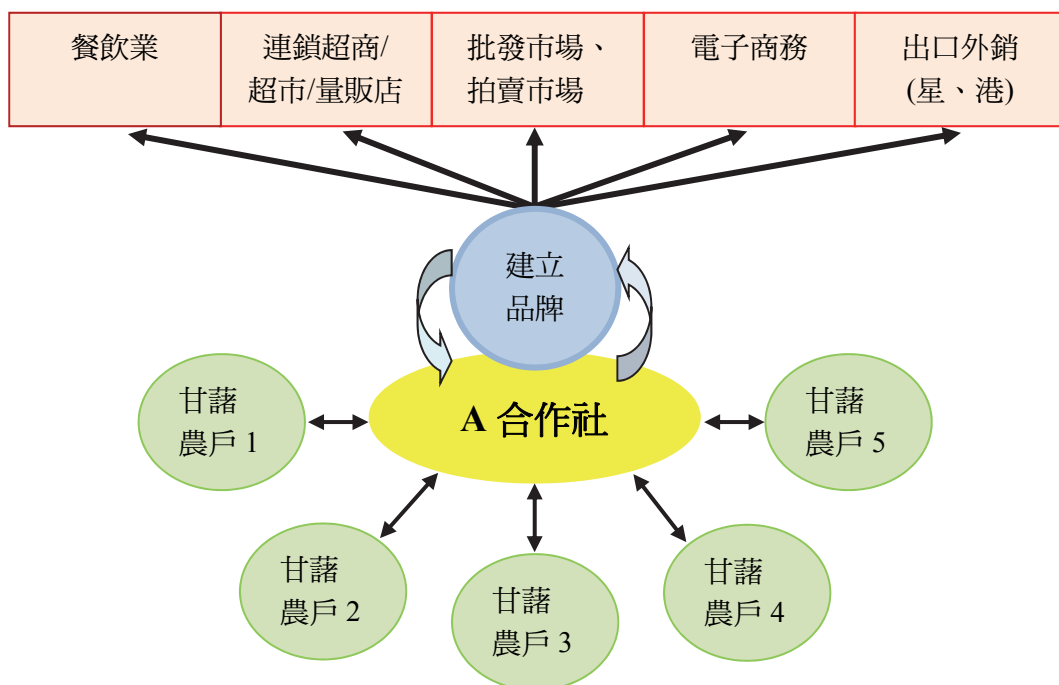 餐飲業
連鎖超商/
超市/量販店
批發市場、
拍賣市場
電子商務
出口外銷
(星、港)
建立
品牌
A 合作社
甘藷
農戶 1
甘藷
農戶 5
甘藷
農戶 2
甘藷
農戶 3
甘藷
農戶 4